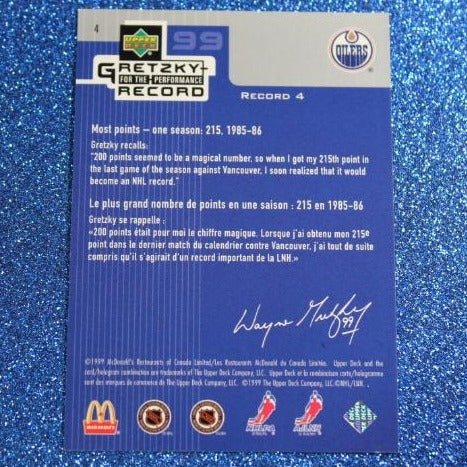 4
UPPER DECK
99
GRETZKY
FOR THE PERFORMANCE
RECORD
OILERS
RECORD 4
Most points – one season: 215, 1985-86
Gretzky recalls:
"200 points seemed to be a magical number, so when I got my 215th point in
the last game of the season against Vancouver, I soon realized that it would
become an NHL record."
Le plus grand nombre de points en une saison : 215 en 1985-86
Gretzky se rappelle :
«200 points était pour moi le chiffre magique. Lorsque j'ai obtenu mon 215e
point dans le dernier match du calendrier contre Vancouver, j'ai tout de suite
compris qu'il s'agirait d'un record important de la LNH.»
Wayne Gretzky
99
©1999 McDonald's Restaurants of Canada Limited/Les Restaurants McDonald du Canada Limitée. Upper Deck and the
card/hologram combination are trademarks of The Upper Deck Company, LLC. Upper Deck et la combinaison carte/hologramme
sont des marques de commerce de The Upper Deck Company, LLC. ©1999 The Upper Deck Company, LLC. ©NHL/LNH.
McDonald's
NHLPA
AJLNH